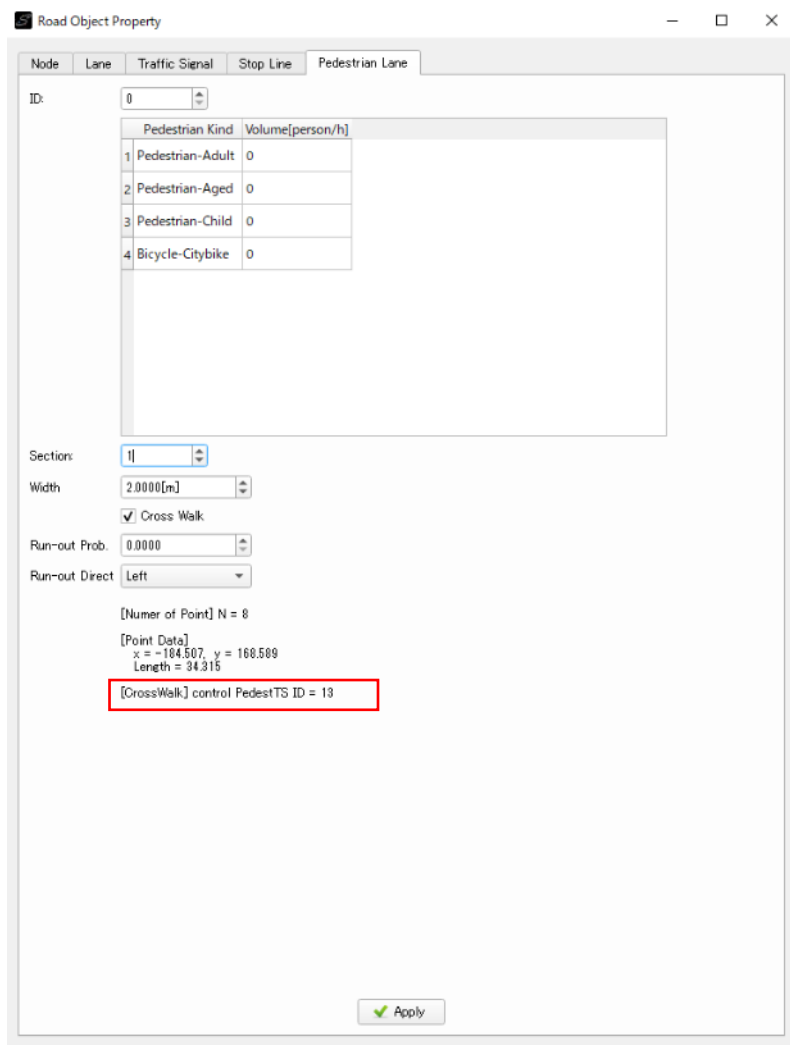 Road Object Property
Node Lane Traffic Signal Stop Line Pedestrian Lane
ID: 0
Pedestrian Kind Volume[person/h]
1 Pedestrian-Adult 0
2 Pedestrian-Aged 0
3 Pedestrian-Child 0
4 Bicycle-Citybike 0
Section: 1
Width 2.0000[m]
Cross Walk
Run-out Prob. 0.0000
Run-out Direct Left
[Numer of Point] N = 8
[Point Data]
x = -184.507, y = 168.589
Length = 34.315
[CrossWalk] control PedestTS ID = 13
Apply